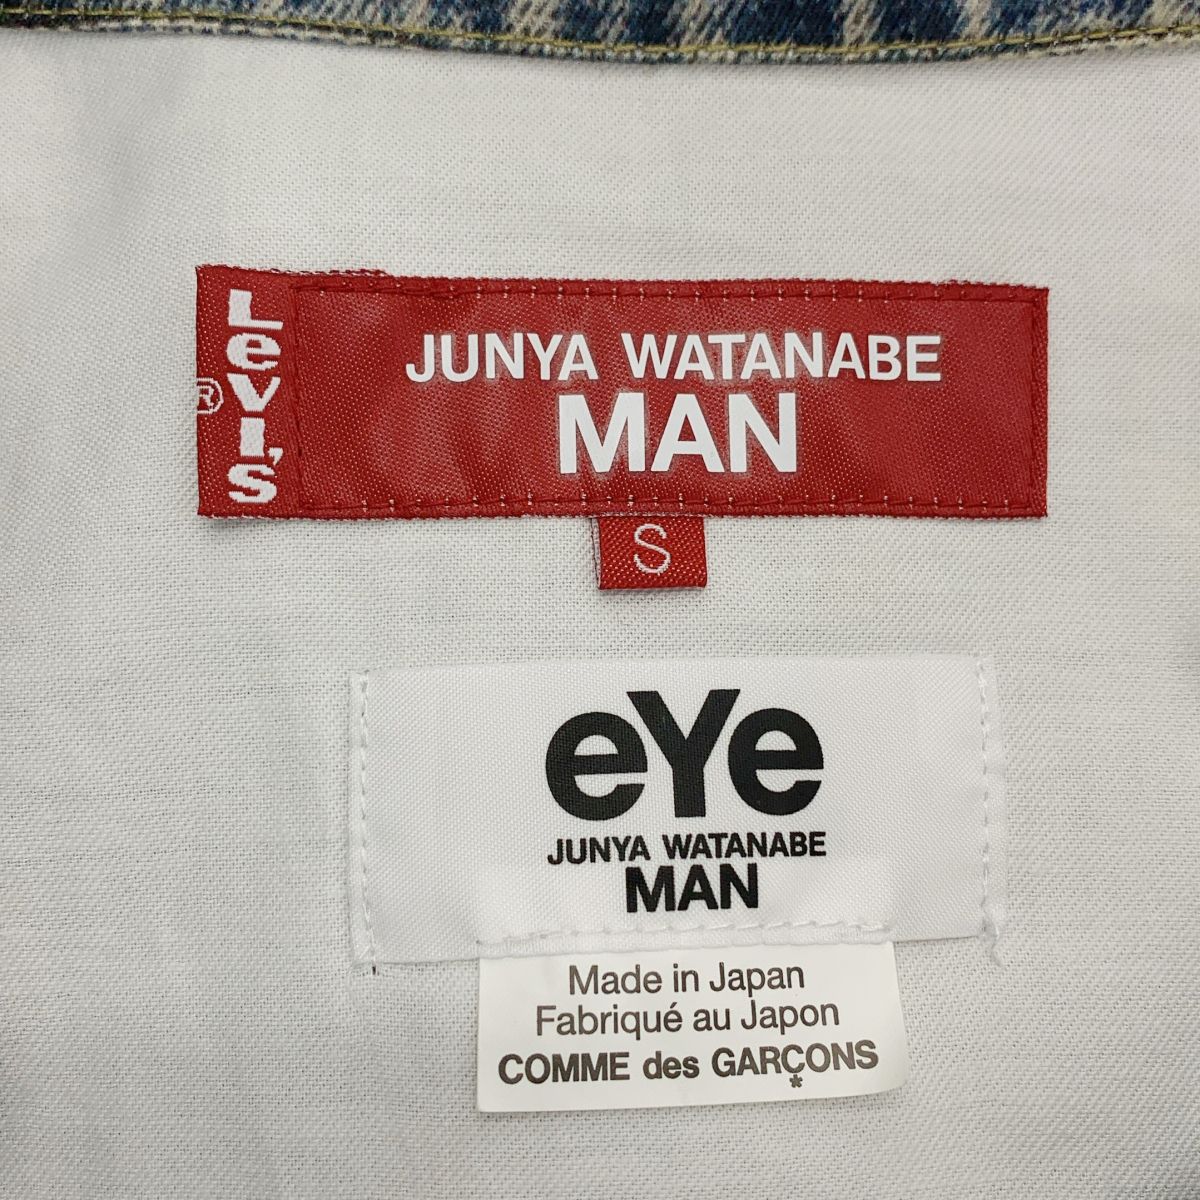 LEVI'S
®
JUNYA WATANABE
MAN
S
eYe
JUNYA WATANABE
MAN
Made in Japan
Fabriqué au Japon
COMME des GARÇONS
*